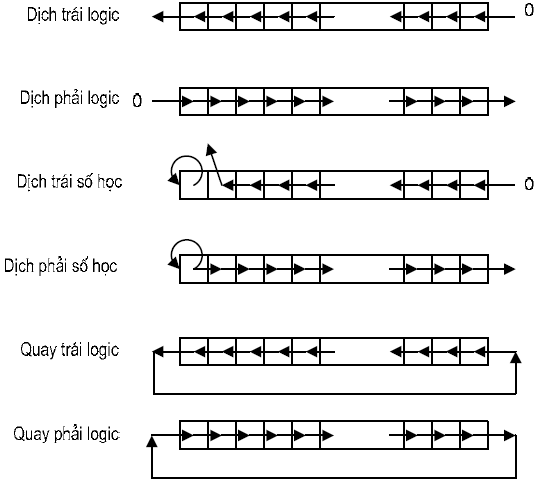 Dịch trái logic 0
Dịch phải logic 0
Dịch trái số học 0
Dịch phải số học
Quay trái logic
Quay phải logic